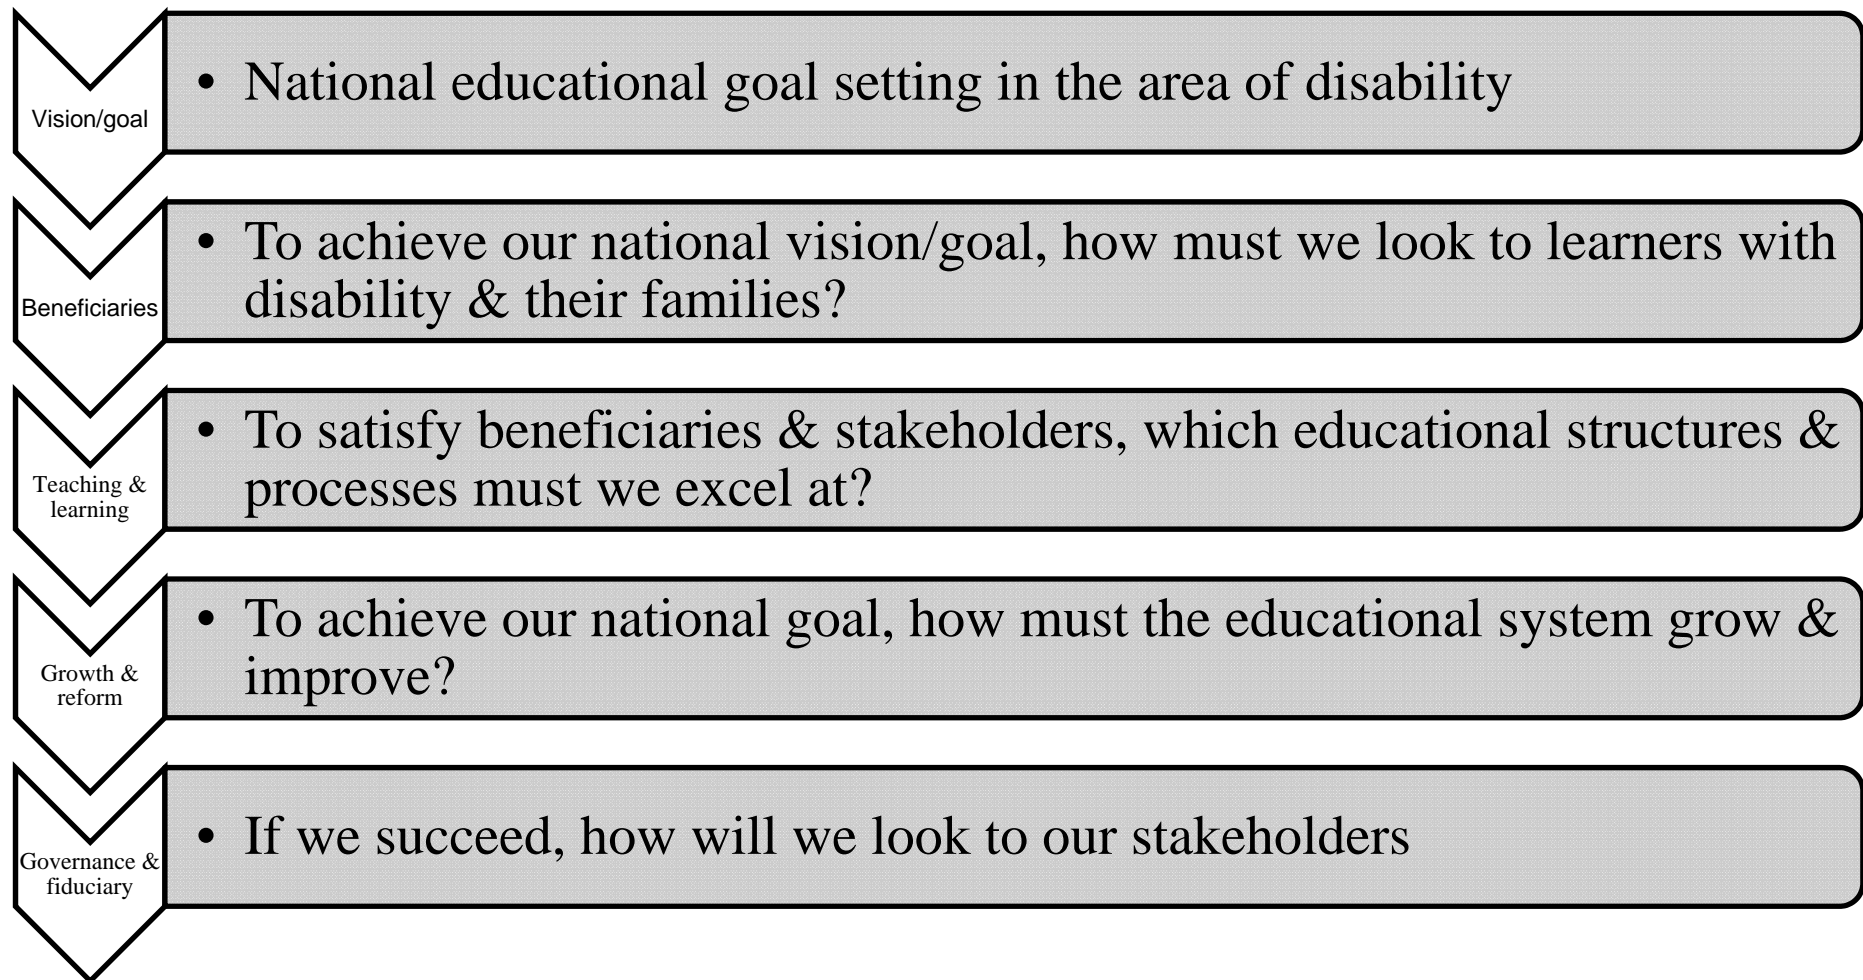 Vision/goal
• National educational goal setting in the area of disability
Beneficiaries
• To achieve our national vision/goal, how must we look to learners with
disability & their families?
Teaching &
learning
• To satisfy beneficiaries & stakeholders, which educational structures &
processes must we excel at?
Growth &
reform
• To achieve our national goal, how must the educational system grow &
improve?
Governance &
fiduciary
• If we succeed, how will we look to our stakeholders